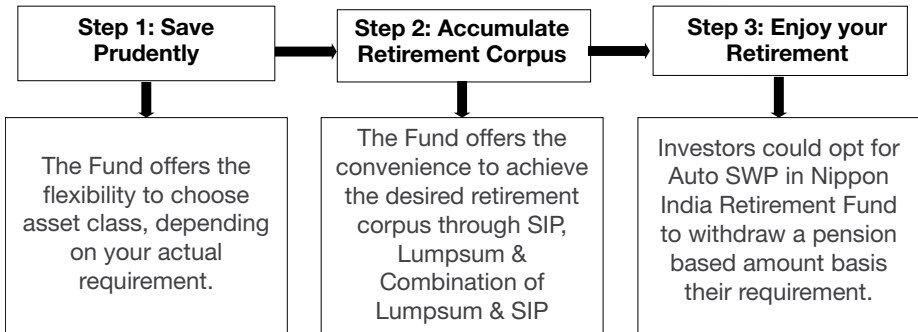 Step 1: Save
Prudently
Step 2: Accumulate
Retirement Corpus
Step 3: Enjoy your
Retirement
The Fund offers the
flexibility to choose
asset class, depending
on your actual
requirement.
The Fund offers the
convenience to achieve
the desired retirement
corpus through SIP,
Lumpsum &
Combination of
Lumpsum & SIP
Investors could opt for
Auto SWP in Nippon
India Retirement Fund
to withdraw a pension
based amount basis
their requirement.